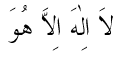 لاَ اِلٰهَ اِلاَّ هُوَ